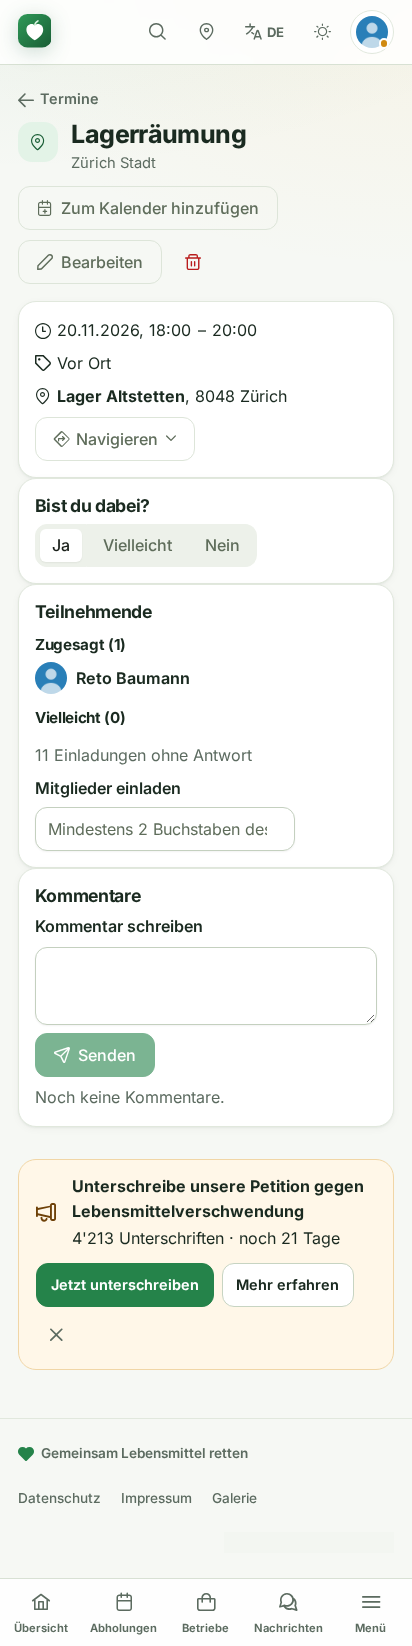 DE
Termine
Lagerräumung
Zürich Stadt
Zum Kalender hinzufügen
Bearbeiten
20.11.2026, 18:00 – 20:00
Vor Ort
Lager Altstetten, 8048 Zürich
Navigieren
Bist du dabei?
Ja Vielleicht Nein
Teilnehmende
Zugesagt (1)
Reto Baumann
Vielleicht (0)
11 Einladungen ohne Antwort
Mitglieder einladen
Mindestens 2 Buchstaben des
Kommentare
Kommentar schreiben
Senden
Noch keine Kommentare.
Unterschreibe unsere Petition gegen
Lebensmittelverschwendung
4'213 Unterschriften · noch 21 Tage
Jetzt unterschreiben Mehr erfahren
Gemeinsam Lebensmittel retten
Datenschutz Impressum Galerie
Übersicht Abholungen Betriebe Nachrichten Menü